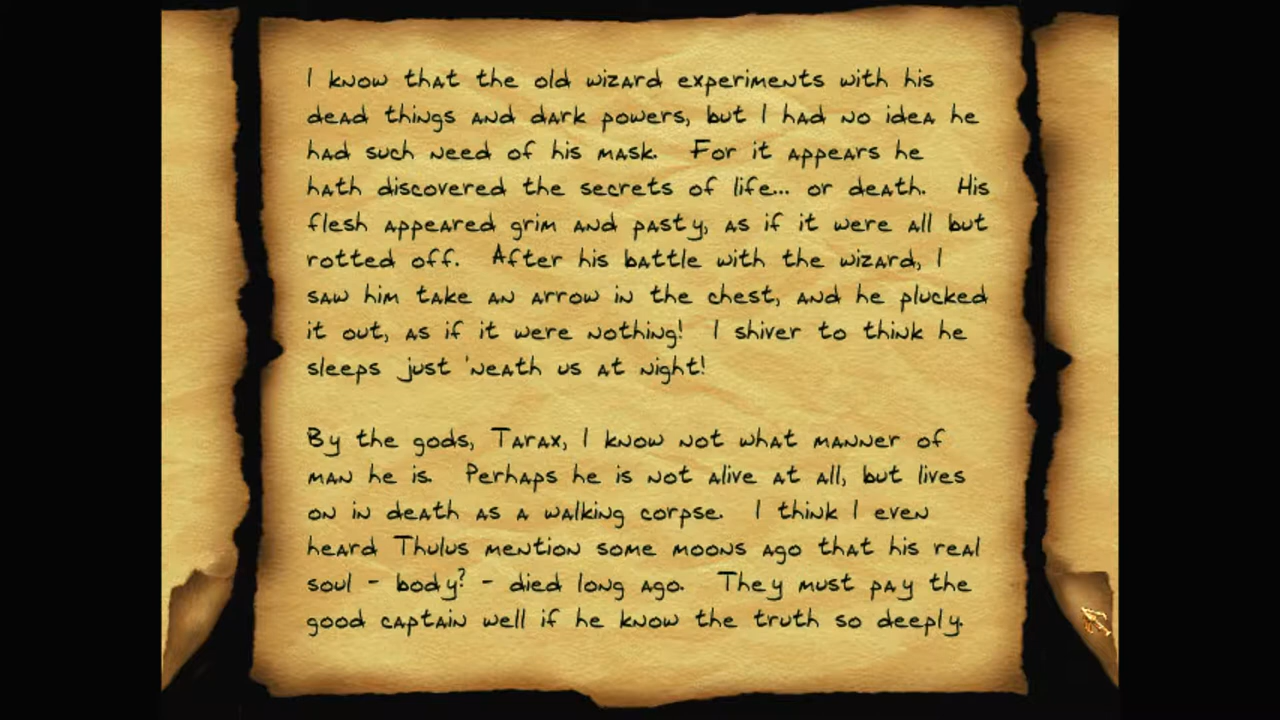 I know that the old wizard experiments with his
dead things and dark powers, but I had no idea he
had such need of his mask.  For it appears he
hath discovered the secrets of life... or death.  His
flesh appeared grim and pasty, as if it were all but
rotted off.  After his battle with the wizard, I
saw him take an arrow in the chest, and he plucked
it out, as if it were nothing!  I shiver to think he
sleeps just 'neath us at night!
By the gods, Tarax, I know not what manner of
man he is.  Perhaps he is not alive at all, but lives
on in death as a walking corpse.  I think I even
heard Thulus mention some moons ago that his real
soul - body? - died long ago.  They must pay the
good captain well if he know the truth so deeply.